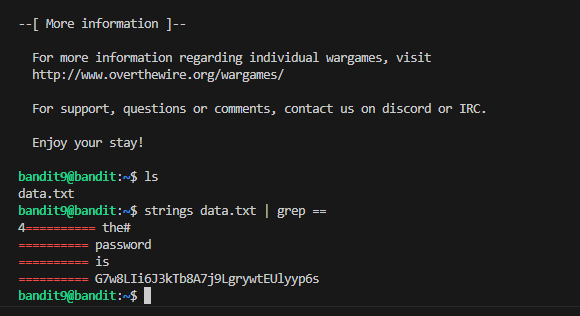 --[ More information ]--
For more information regarding individual wargames, visit
http://www.overthewire.org/wargames/
For support, questions or comments, contact us on discord or IRC.
Enjoy your stay!
bandit9@bandit:~$ ls
data.txt
bandit9@bandit:~$ strings data.txt | grep ==
4========== the#
========== password
========== is
========== G7w8LIi6J3kTb8A7j9LgrywtEUlyyp6s
bandit9@bandit:~$